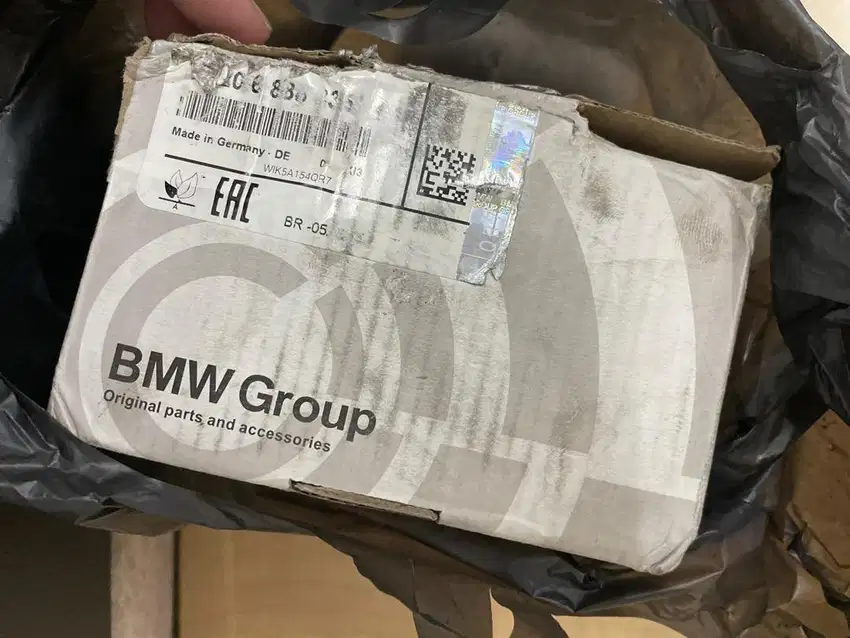 Made in Germany - DE
WIK5A154QR7
EAC
BR -05
BMW Group
Original parts and accessories